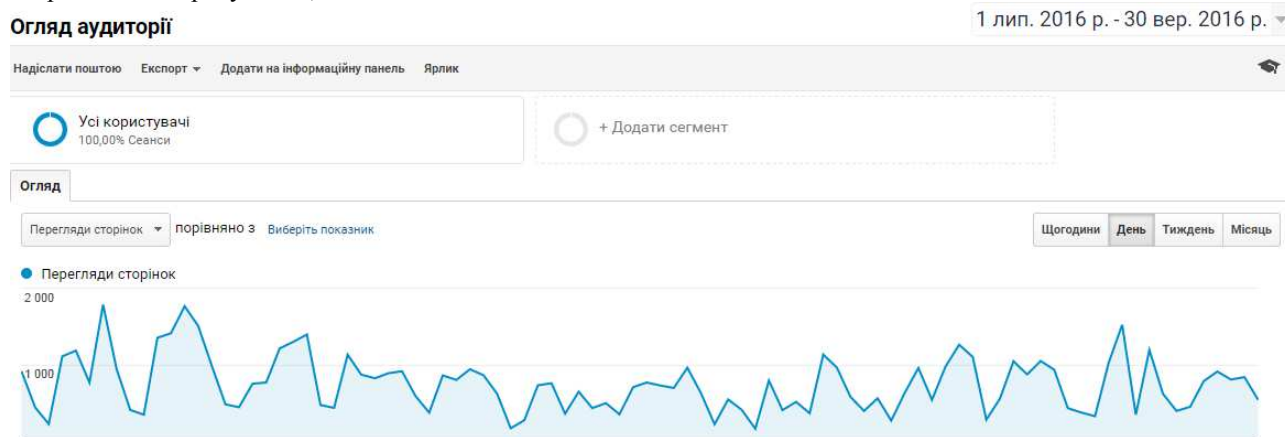 Огляд аудиторії
1 лип. 2016 р. - 30 вер. 2016 р.
Надіслати поштою Експорт Додати на інформаційну панель Ярлик
Усі користувачі
100,00% Сеанси
+ Додати сегмент
Огляд
Перегляди сторінок порівняно з Виберіть показник
Щогодини День Тиждень Місяць
Перегляди сторінок
2 000
1 000